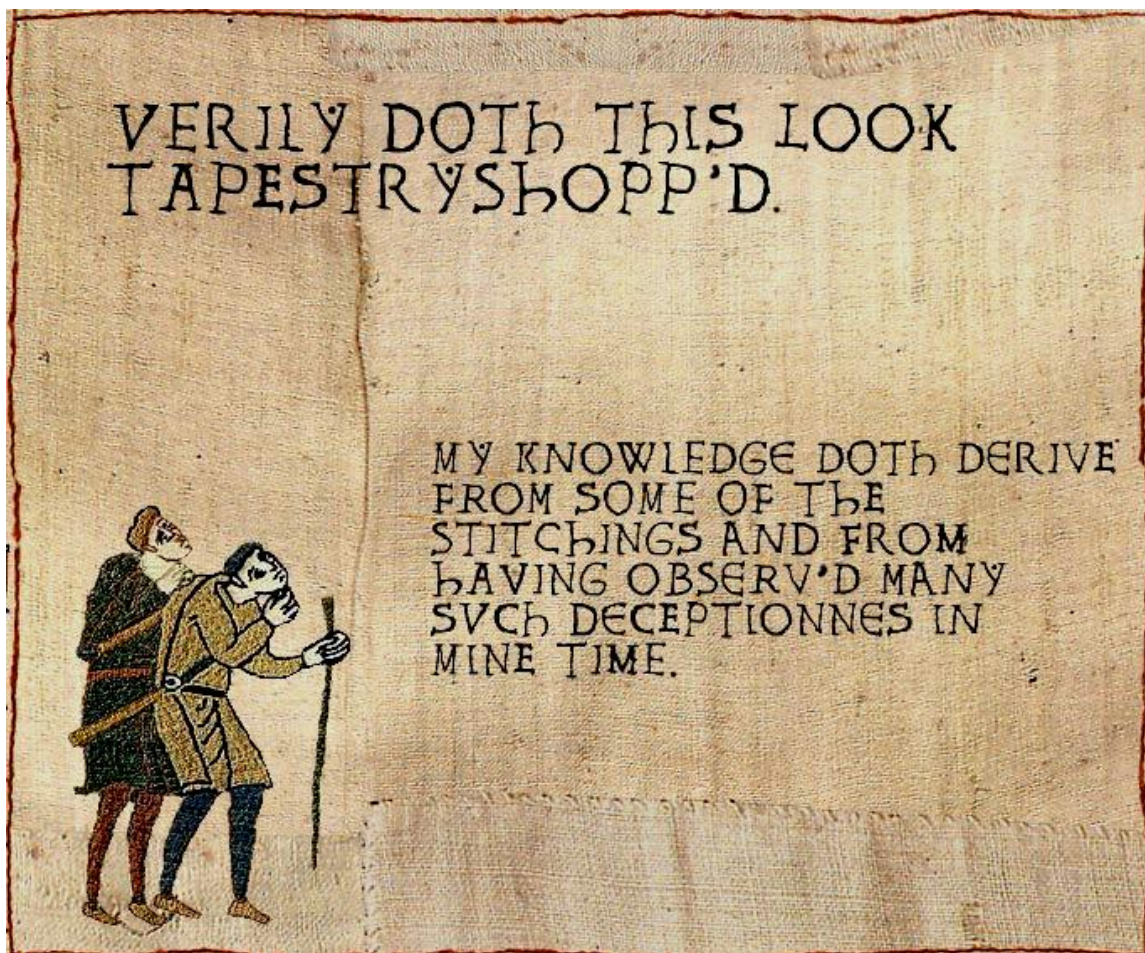 VERILY DOTH THIS LOOK
TAPESTRYSHOPP'D.
MY KNOWLEDGE DOTH DERIVE
FROM SOME OF THE
STITCHINGS AND FROM
HAVING OBSERV'D MANY
SVCH DECEPTIONNES IN
MINE TIME.